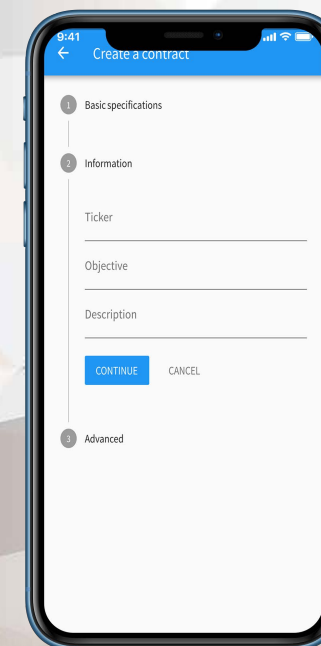 9:41
Create a contract
1 Basic specifications
2 Information
Ticker
Objective
Description
CONTINUE CANCEL
3 Advanced